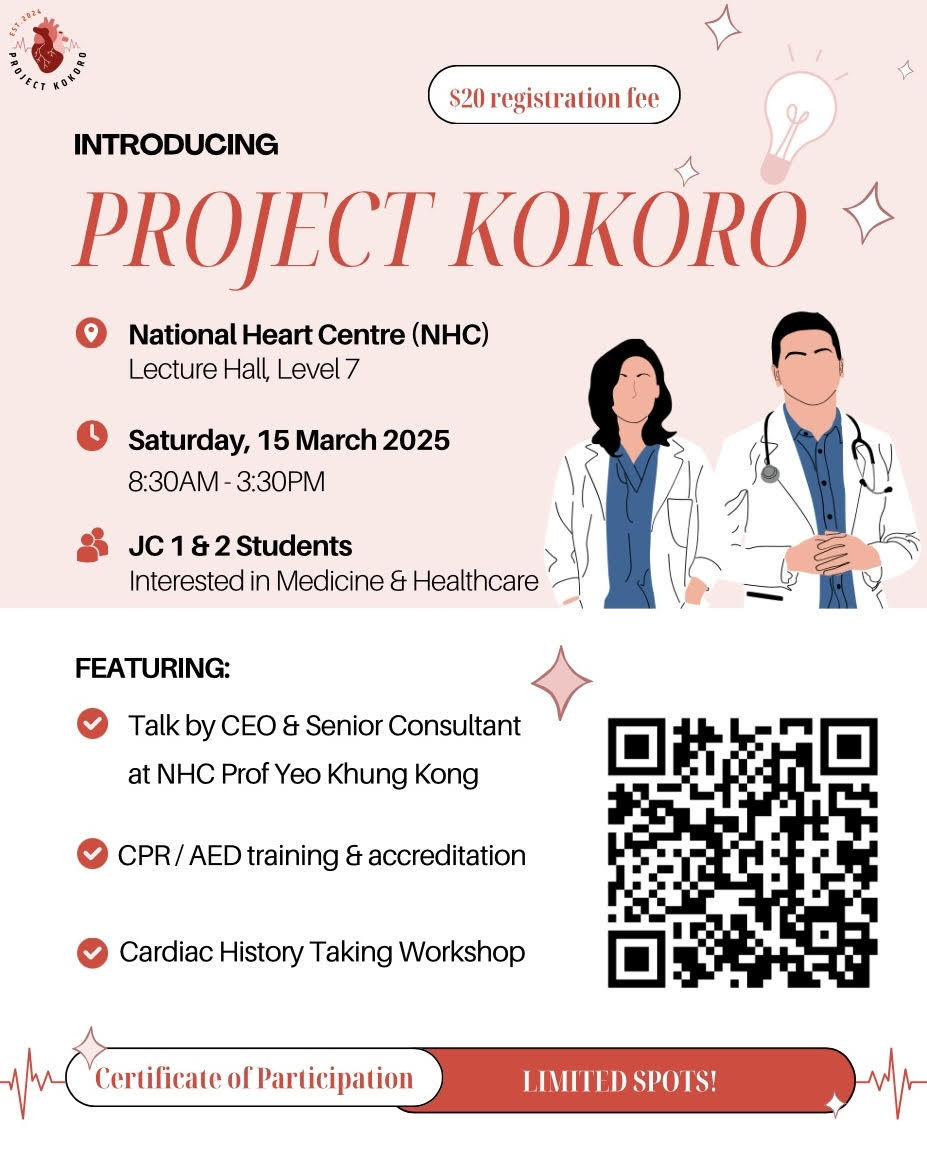 EST. 2024
PROJECT KOKORO
$20 registration fee
INTRODUCING
PROJECT KOKORO
National Heart Centre (NHC)
Lecture Hall, Level 7
Saturday, 15 March 2025
8:30AM - 3:30PM
JC 1 & 2 Students
Interested in Medicine & Healthcare
FEATURING:
Talk by CEO & Senior Consultant
at NHC Prof Yeo Khung Kong
CPR / AED training & accreditation
Cardiac History Taking Workshop
Certificate of Participation
LIMITED SPOTS!